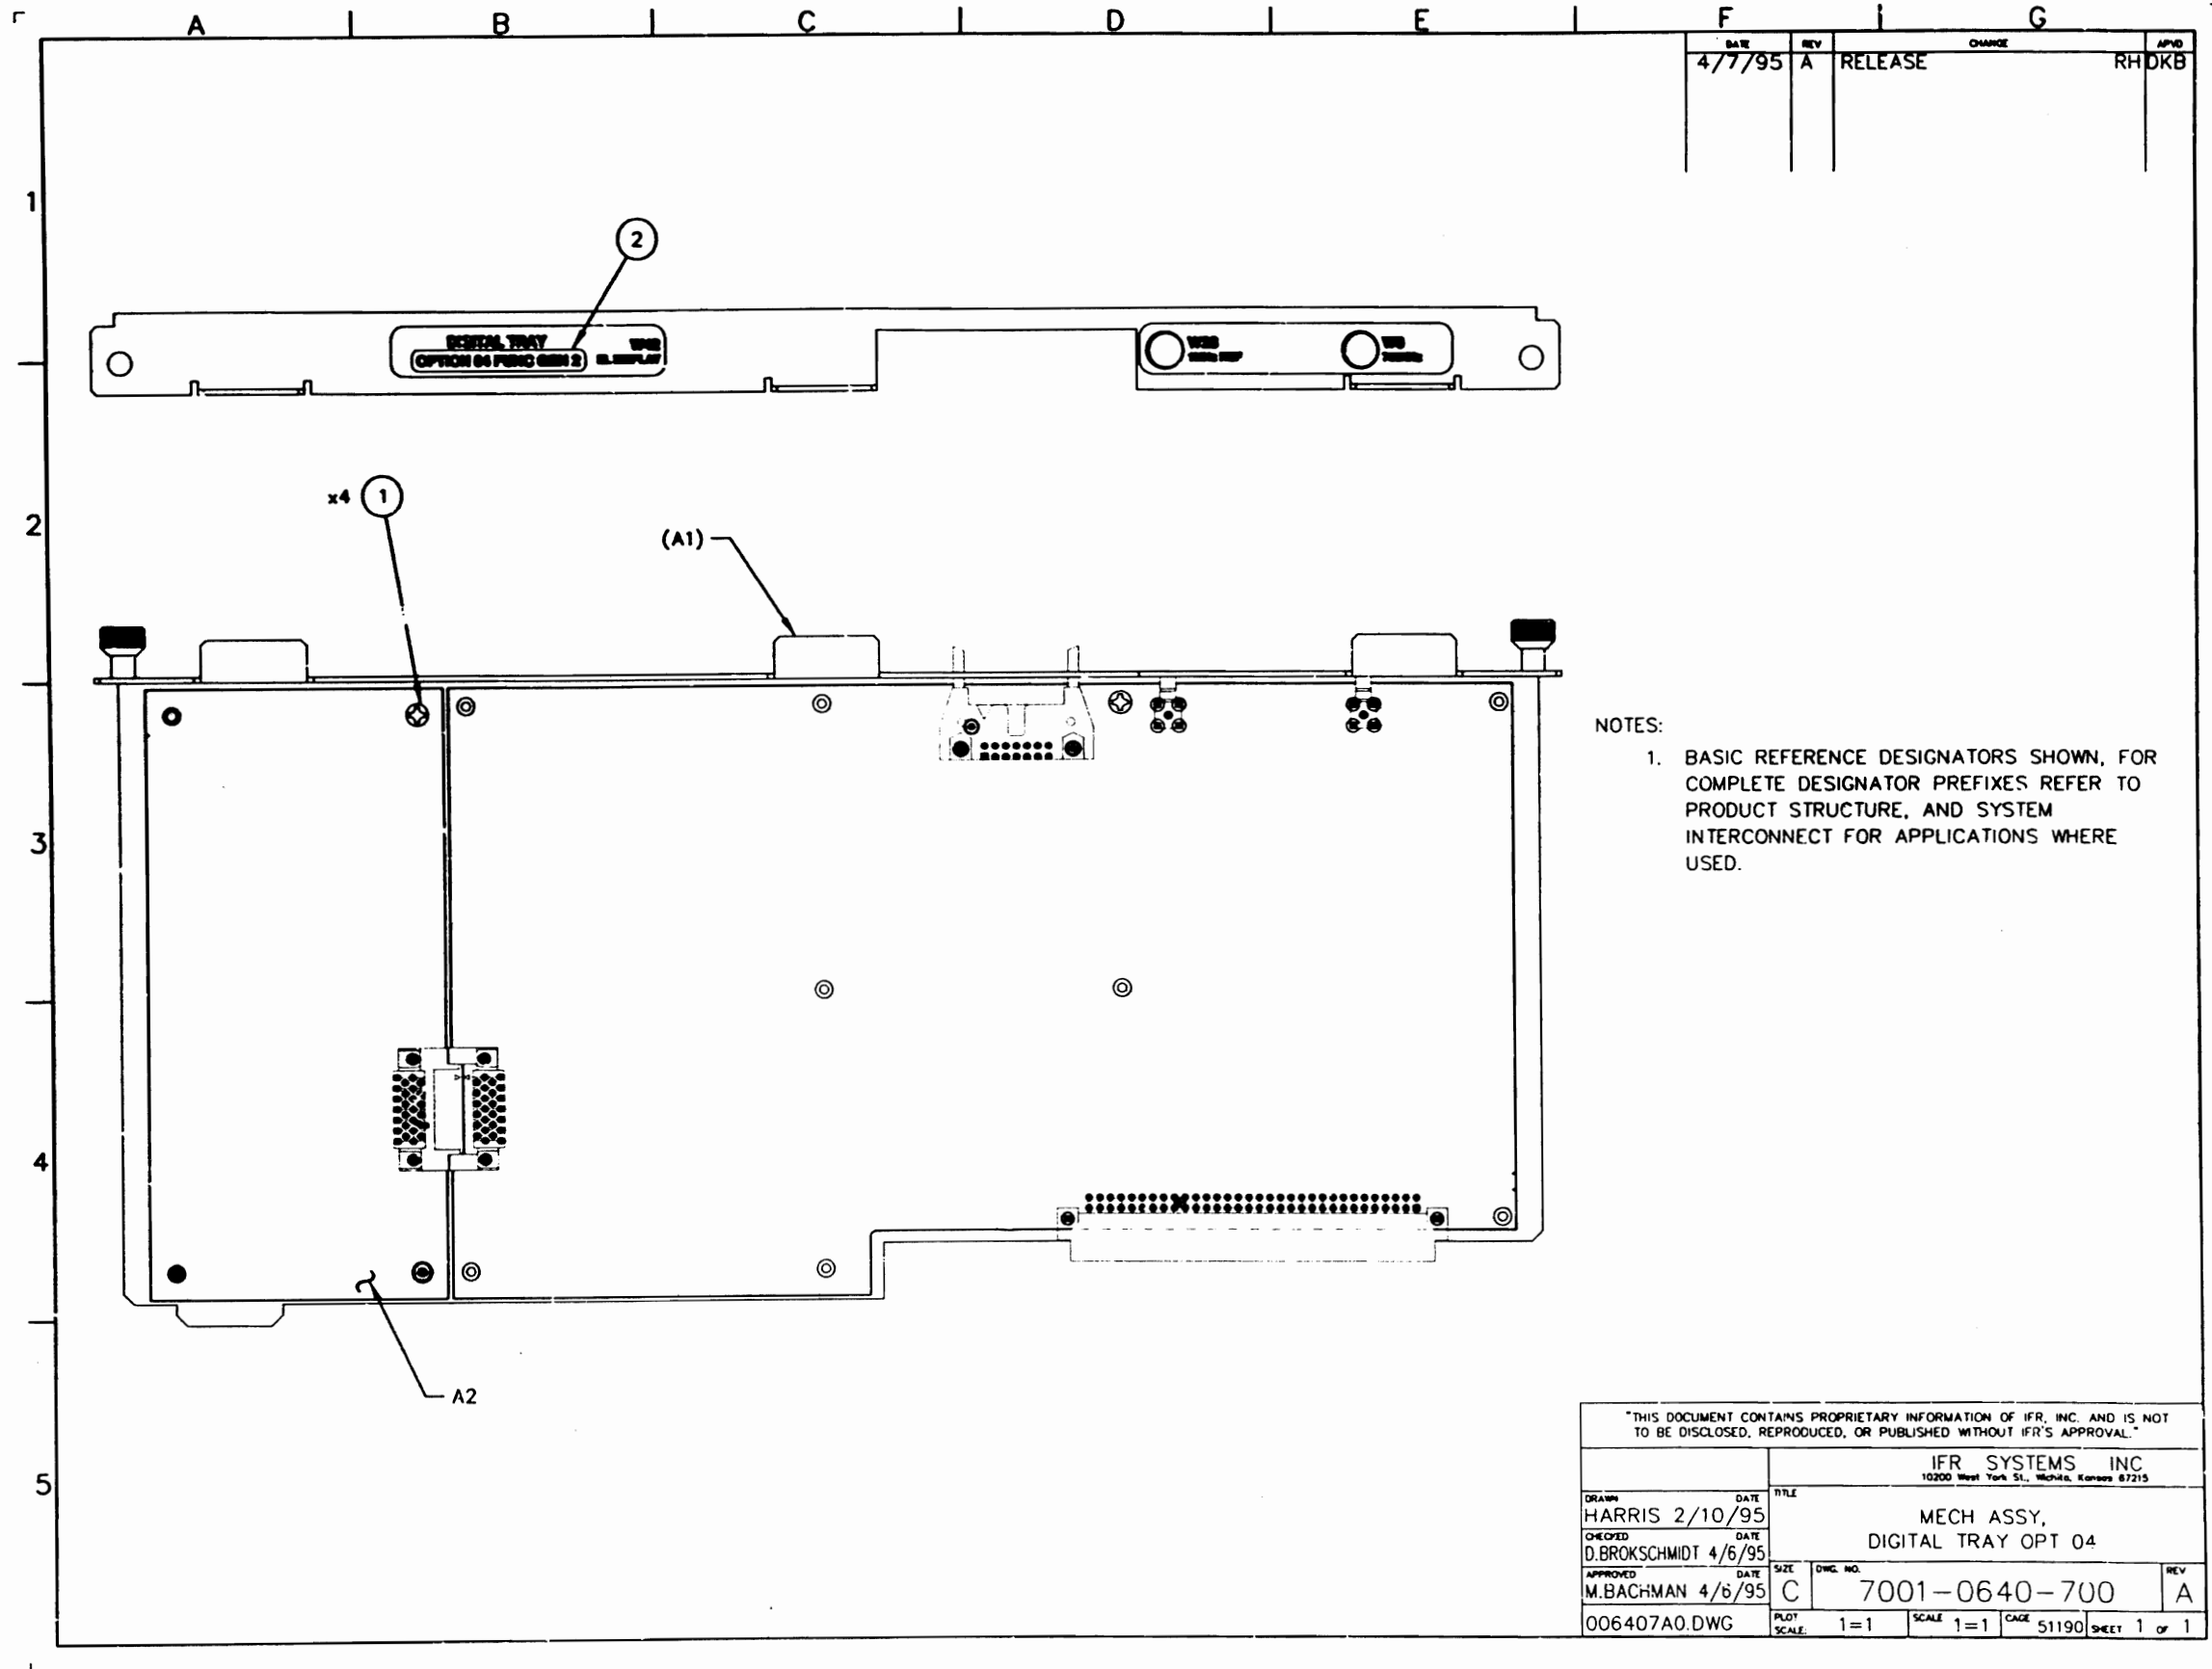 A B C D E F G
DATE REV CHANGE APVD
4/7/95 A RELEASE RH DKB
1
2
DIGITAL TRAY W42
OPTION 04 FUNC GEN 2 EL DISPLAY
x4 1
2
(A1)
NOTES:
1. BASIC REFERENCE DESIGNATORS SHOWN, FOR
COMPLETE DESIGNATOR PREFIXES REFER TO
PRODUCT STRUCTURE, AND SYSTEM
INTERCONNECT FOR APPLICATIONS WHERE
USED.
3
4
A2
5
"THIS DOCUMENT CONTAINS PROPRIETARY INFORMATION OF IFR, INC. AND IS NOT
TO BE DISCLOSED, REPRODUCED, OR PUBLISHED WITHOUT IFR'S APPROVAL."
IFR SYSTEMS INC
10200 West York St., Wichita, Kansas 67215
DRAWN DATE
HARRIS 2/10/95
CHECKED DATE
D.BROKSCHMIDT 4/6/95
APPROVED DATE
M.BACHMAN 4/6/95
006407A0.DWG
TITLE
MECH ASSY,
DIGITAL TRAY OPT 04
SIZE C
DWG. NO. 7001-0640-700
REV A
PLOT SCALE: 1=1
SCALE 1=1
CAGE 51190
SHEET 1 OF 1